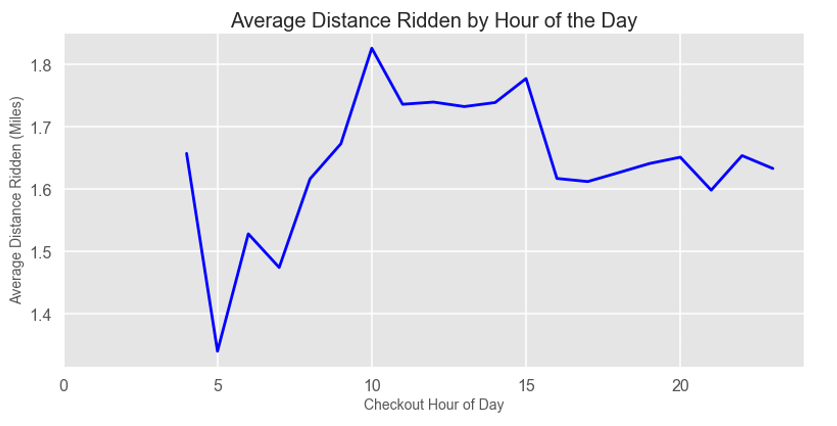 Average Distance Ridden by Hour of the Day
Average Distance Ridden (Miles)
1.8
1.7
1.6
1.5
1.4
0 5 10 15 20
Checkout Hour of Day